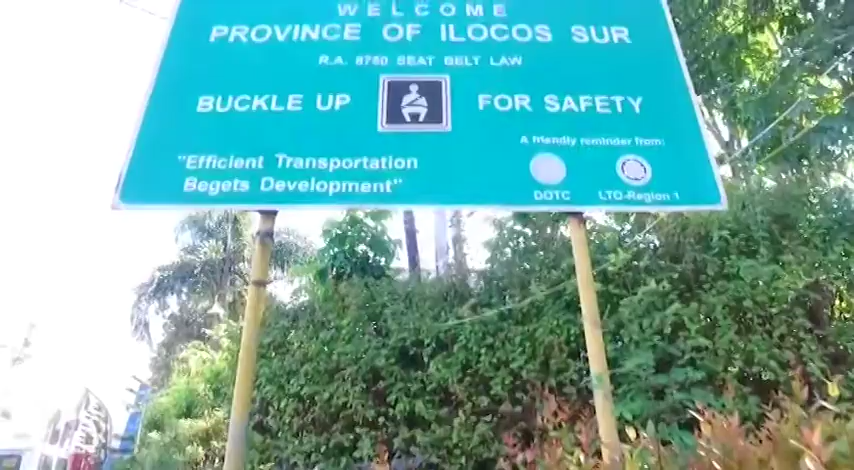 WELCOME
PROVINCE OF ILOCOS SUR
R.A. 8750 SEAT BELT LAW
BUCKLE UP FOR SAFETY
A friendly reminder from:
"Efficient Transportation
Begets Development"
DOTC LTO-Region 1